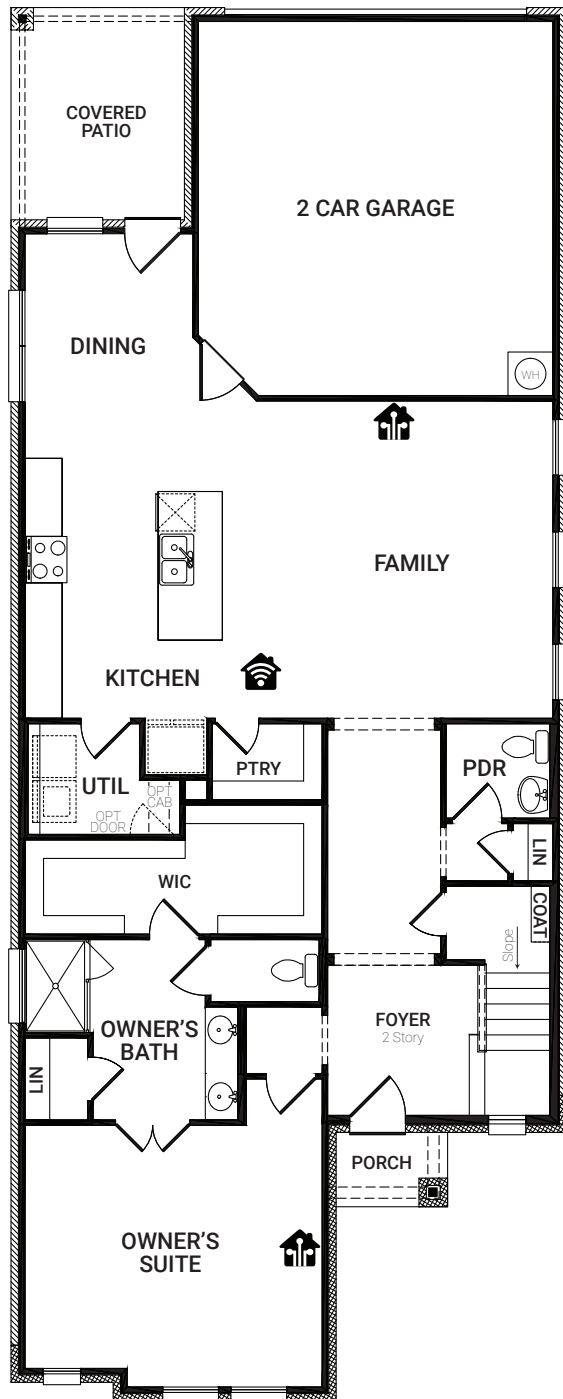 COVERED
PATIO
2 CAR GARAGE
DINING
WH
FAMILY
KITCHEN
UTIL
OPT
CAB
OPT
DOOR
PTRY
PDR
LIN
WIC
COAT
Slope
OWNER'S
BATH
FOYER
2 Story
LIN
PORCH
OWNER'S
SUITE